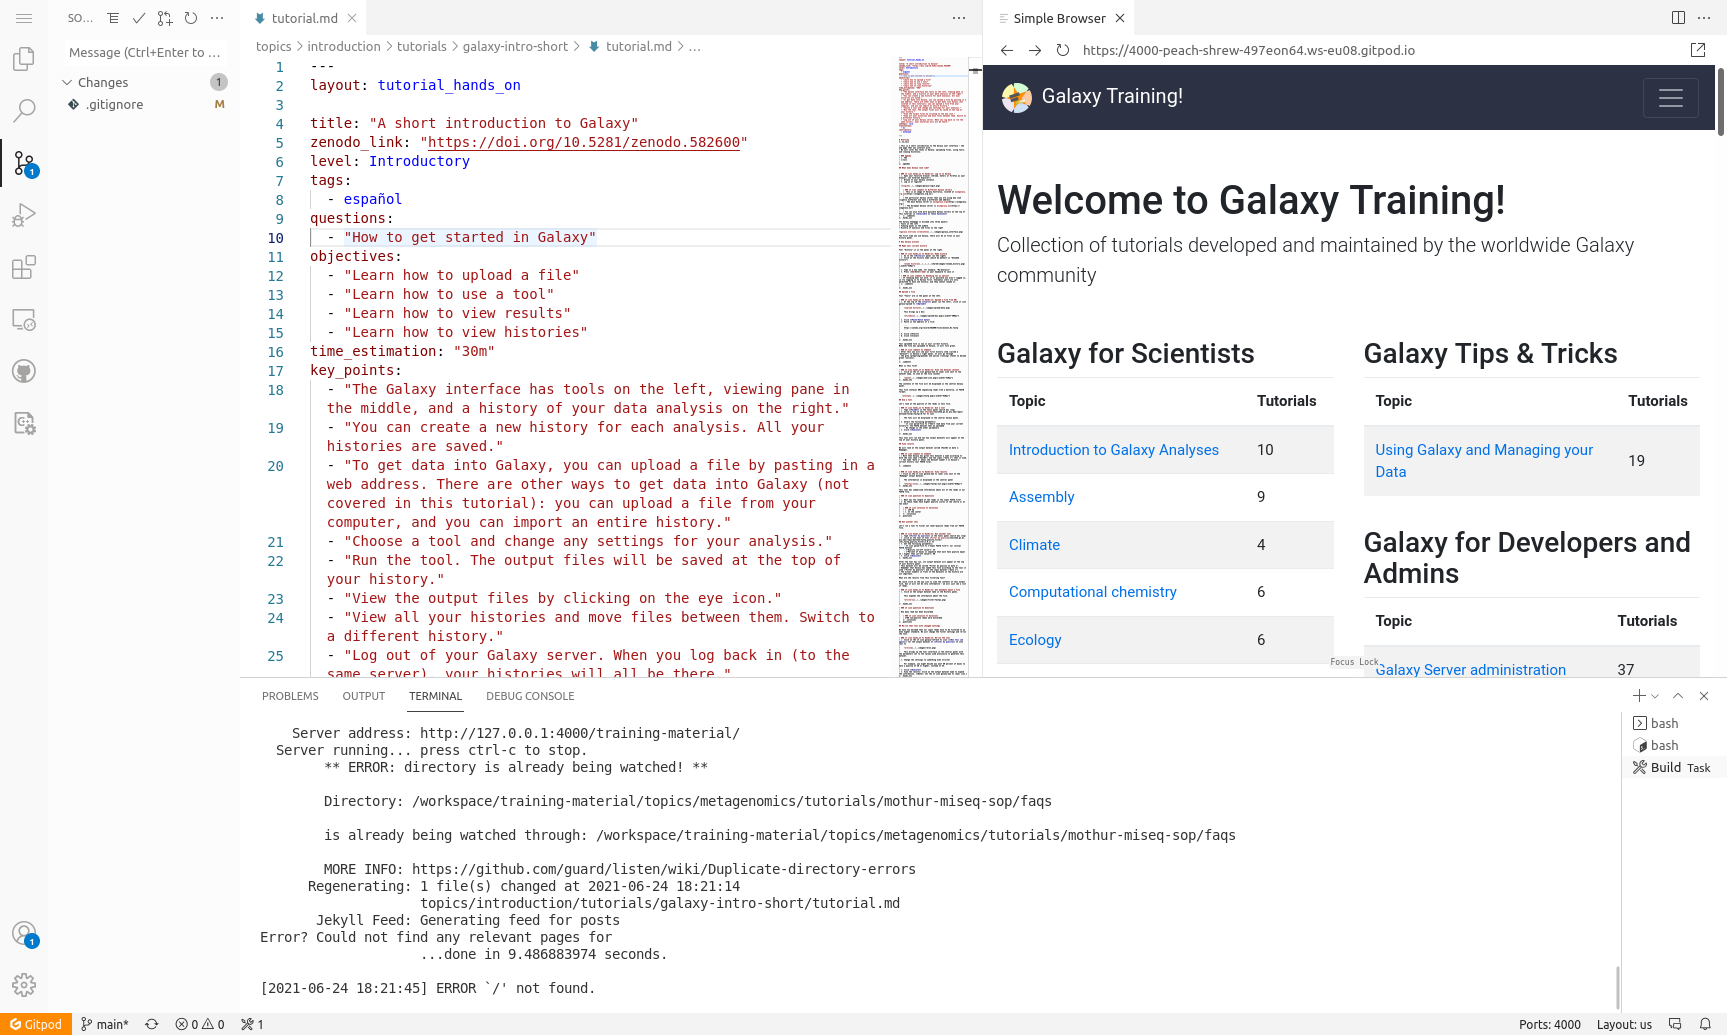 SO...
Message (Ctrl+Enter to ...
Changes 1
.gitignore M
1
1
tutorial.md
topics > introduction > tutorials > galaxy-intro-short > tutorial.md > ...
1 ---
2 layout: tutorial_hands_on
3
4 title: "A short introduction to Galaxy"
5 zenodo_link: "https://doi.org/10.5281/zenodo.582600"
6 level: Introductory
7 tags:
8 - español
9 questions:
10 - "How to get started in Galaxy"
11 objectives:
12 - "Learn how to upload a file"
13 - "Learn how to use a tool"
14 - "Learn how to view results"
15 - "Learn how to view histories"
16 time_estimation: "30m"
17 key_points:
18 - "The Galaxy interface has tools on the left, viewing pane in
the middle, and a history of your data analysis on the right."
19 - "You can create a new history for each analysis. All your
histories are saved."
20 - "To get data into Galaxy, you can upload a file by pasting in a
web address. There are other ways to get data into Galaxy (not
covered in this tutorial): you can upload a file from your
computer, and you can import an entire history."
21 - "Choose a tool and change any settings for your analysis."
22 - "Run the tool. The output files will be saved at the top of
your history."
23 - "View the output files by clicking on the eye icon."
24 - "View all your histories and move files between them. Switch to
a different history."
25 - "Log out of your Galaxy server. When you log back in (to the
same server), your histories will all be there."
Simple Browser
https://4000-peach-shrew-497eon64.ws-eu08.gitpod.io
Galaxy Training!
Welcome to Galaxy Training!
Collection of tutorials developed and maintained by the worldwide Galaxy
community
Galaxy for Scientists
Topic Tutorials
Introduction to Galaxy Analyses 10
Assembly 9
Climate 4
Computational chemistry 6
Ecology 6
Galaxy Tips & Tricks
Topic Tutorials
Using Galaxy and Managing your
Data 19
Galaxy for Developers and
Admins
Topic Tutorials
Galaxy Server administration 37
Focus Lock
PROBLEMS OUTPUT TERMINAL DEBUG CONSOLE
Server address: http://127.0.0.1:4000/training-material/
Server running... press ctrl-c to stop.
** ERROR: directory is already being watched! **
Directory: /workspace/training-material/topics/metagenomics/tutorials/mothur-miseq-sop/faqs
is already being watched through: /workspace/training-material/topics/metagenomics/tutorials/mothur-miseq-sop/faqs
MORE INFO: https://github.com/guard/listen/wiki/Duplicate-directory-errors
Regenerating: 1 file(s) changed at 2021-06-24 18:21:14
topics/introduction/tutorials/galaxy-intro-short/tutorial.md
Jekyll Feed: Generating feed for posts
Error? Could not find any relevant pages for
...done in 9.486883974 seconds.
[2021-06-24 18:21:45] ERROR `/' not found.
bash
bash
Build Task
Gitpod main* 0 0 1
Ports: 4000 Layout: us